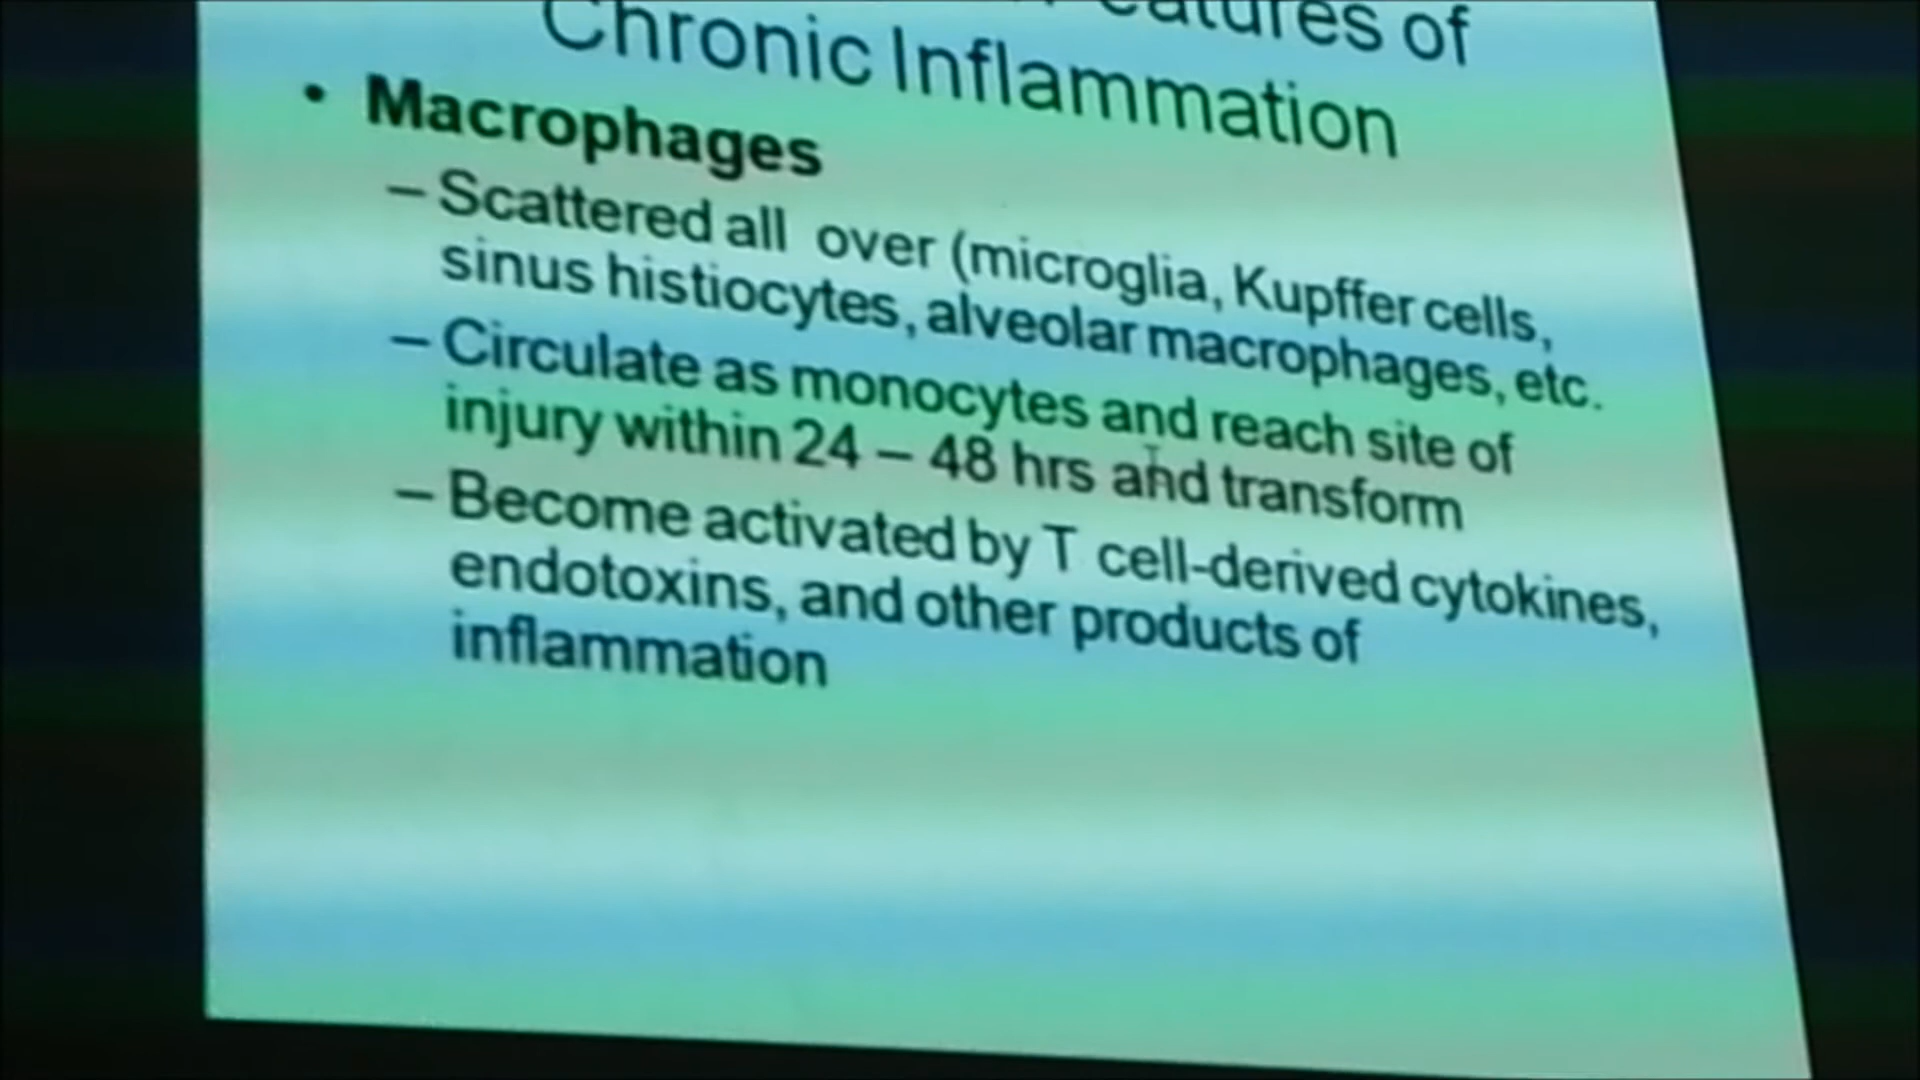 of
Chronic Inflammation
• Macrophages
– Scattered all over (microglia, Kupffer cells,
sinus histiocytes, alveolar macrophages, etc.
– Circulate as monocytes and reach site of
injury within 24 – 48 hrs and transform
– Become activated by T cell-derived cytokines,
endotoxins, and other products of
inflammation